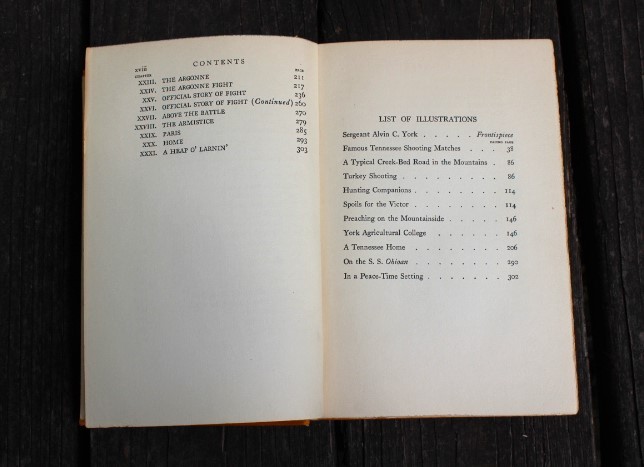 xviii CONTENTS
CHAPTER PAGE
XXIII. THE ARGONNE 211
XXIV. THE ARGONNE FIGHT 217
XXV. OFFICIAL STORY OF FIGHT 236
XXVI. OFFICIAL STORY OF FIGHT (Continued) 260
XXVII. ABOVE THE BATTLE 270
XXVIII. THE ARMISTICE 279
XXIX. PARIS 285
XXX. HOME 293
XXXI. A HEAP O' LARNIN' 303
LIST OF ILLUSTRATIONS
Sergeant Alvin C. York . . . . . Frontispiece
FACING PAGE
Famous Tennessee Shooting Matches . . . 38
A Typical Creek-Bed Road in the Mountains . 86
Turkey Shooting . . . . . . . . 86
Hunting Companions . . . . . . . 114
Spoils for the Victor . . . . . . . 114
Preaching on the Mountainside . . . . . 146
York Agricultural College . . . . . . 146
A Tennessee Home . . . . . . . 206
On the S. S. Ohioan . . . . . . . 290
In a Peace-Time Setting . . . . . . . 302